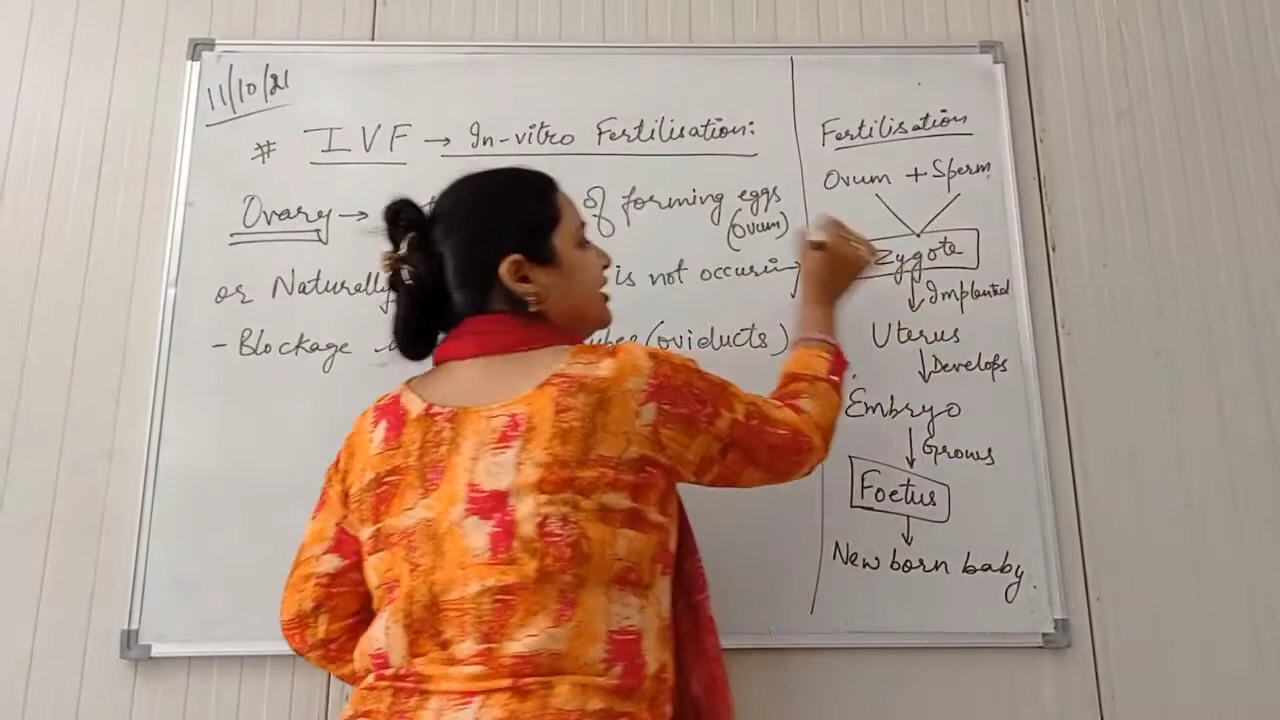 11/10/21
# IVF → In-vitro Fertilisation:
Ovary → of forming eggs
(ovum)
or Naturally is not occuring
- Blockage (oviducts)
Fertilisation
Ovum + Sperm
Zygote
↓ Implanted
Uterus
↓ Develops
Embryo
↓ Grows
Foetus
↓
New born baby.